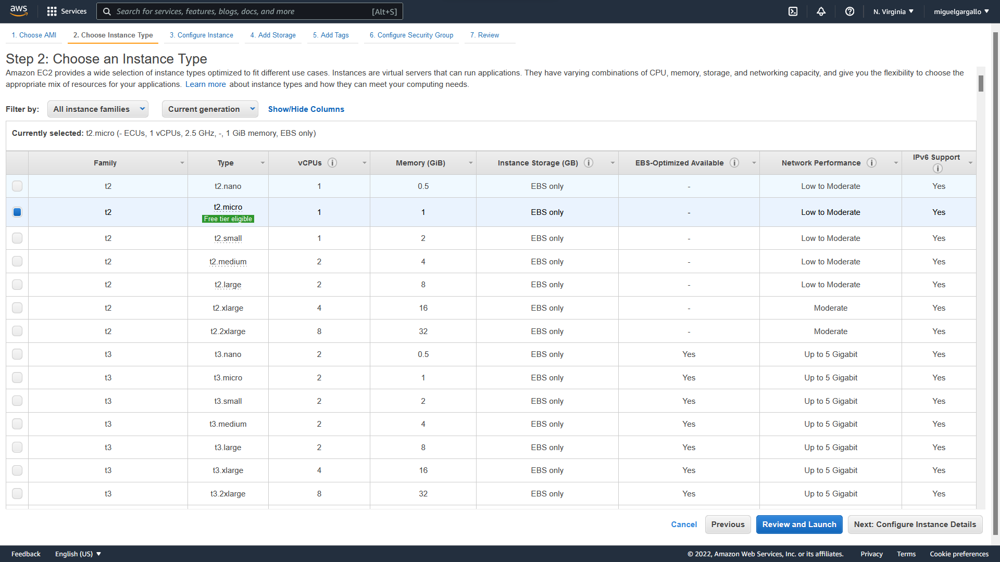 aws
Services
Search for services, features, blogs, docs, and more [Alt+S]
N. Virginia
miguelgargallo
1. Choose AMI 2. Choose Instance Type 3. Configure Instance 4. Add Storage 5. Add Tags 6. Configure Security Group 7. Review
Step 2: Choose an Instance Type
Amazon EC2 provides a wide selection of instance types optimized to fit different use cases. Instances are virtual servers that can run applications. They have varying combinations of CPU, memory, storage, and networking capacity, and give you the flexibility to choose the
appropriate mix of resources for your applications. Learn more about instance types and how they can meet your computing needs.
Filter by: All instance families Current generation Show/Hide Columns
Currently selected: t2.micro (- ECUs, 1 vCPUs, 2.5 GHz, -, 1 GiB memory, EBS only)
Family Type vCPUs Memory (GiB) Instance Storage (GB) EBS-Optimized Available Network Performance IPv6 Support
t2 t2.nano 1 0.5 EBS only - Low to Moderate Yes
t2 t2.micro 1 1 EBS only - Low to Moderate Yes
Free tier eligible
t2 t2.small 1 2 EBS only - Low to Moderate Yes
t2 t2.medium 2 4 EBS only - Low to Moderate Yes
t2 t2.large 2 8 EBS only - Low to Moderate Yes
t2 t2.xlarge 4 16 EBS only - Moderate Yes
t2 t2.2xlarge 8 32 EBS only - Moderate Yes
t3 t3.nano 2 0.5 EBS only Yes Up to 5 Gigabit Yes
t3 t3.micro 2 1 EBS only Yes Up to 5 Gigabit Yes
t3 t3.small 2 2 EBS only Yes Up to 5 Gigabit Yes
t3 t3.medium 2 4 EBS only Yes Up to 5 Gigabit Yes
t3 t3.large 2 8 EBS only Yes Up to 5 Gigabit Yes
t3 t3.xlarge 4 16 EBS only Yes Up to 5 Gigabit Yes
t3 t3.2xlarge 8 32 EBS only Yes Up to 5 Gigabit Yes
Cancel Previous Review and Launch Next: Configure Instance Details
Feedback English (US) © 2022, Amazon Web Services, Inc. or its affiliates. Privacy Terms Cookie preferences